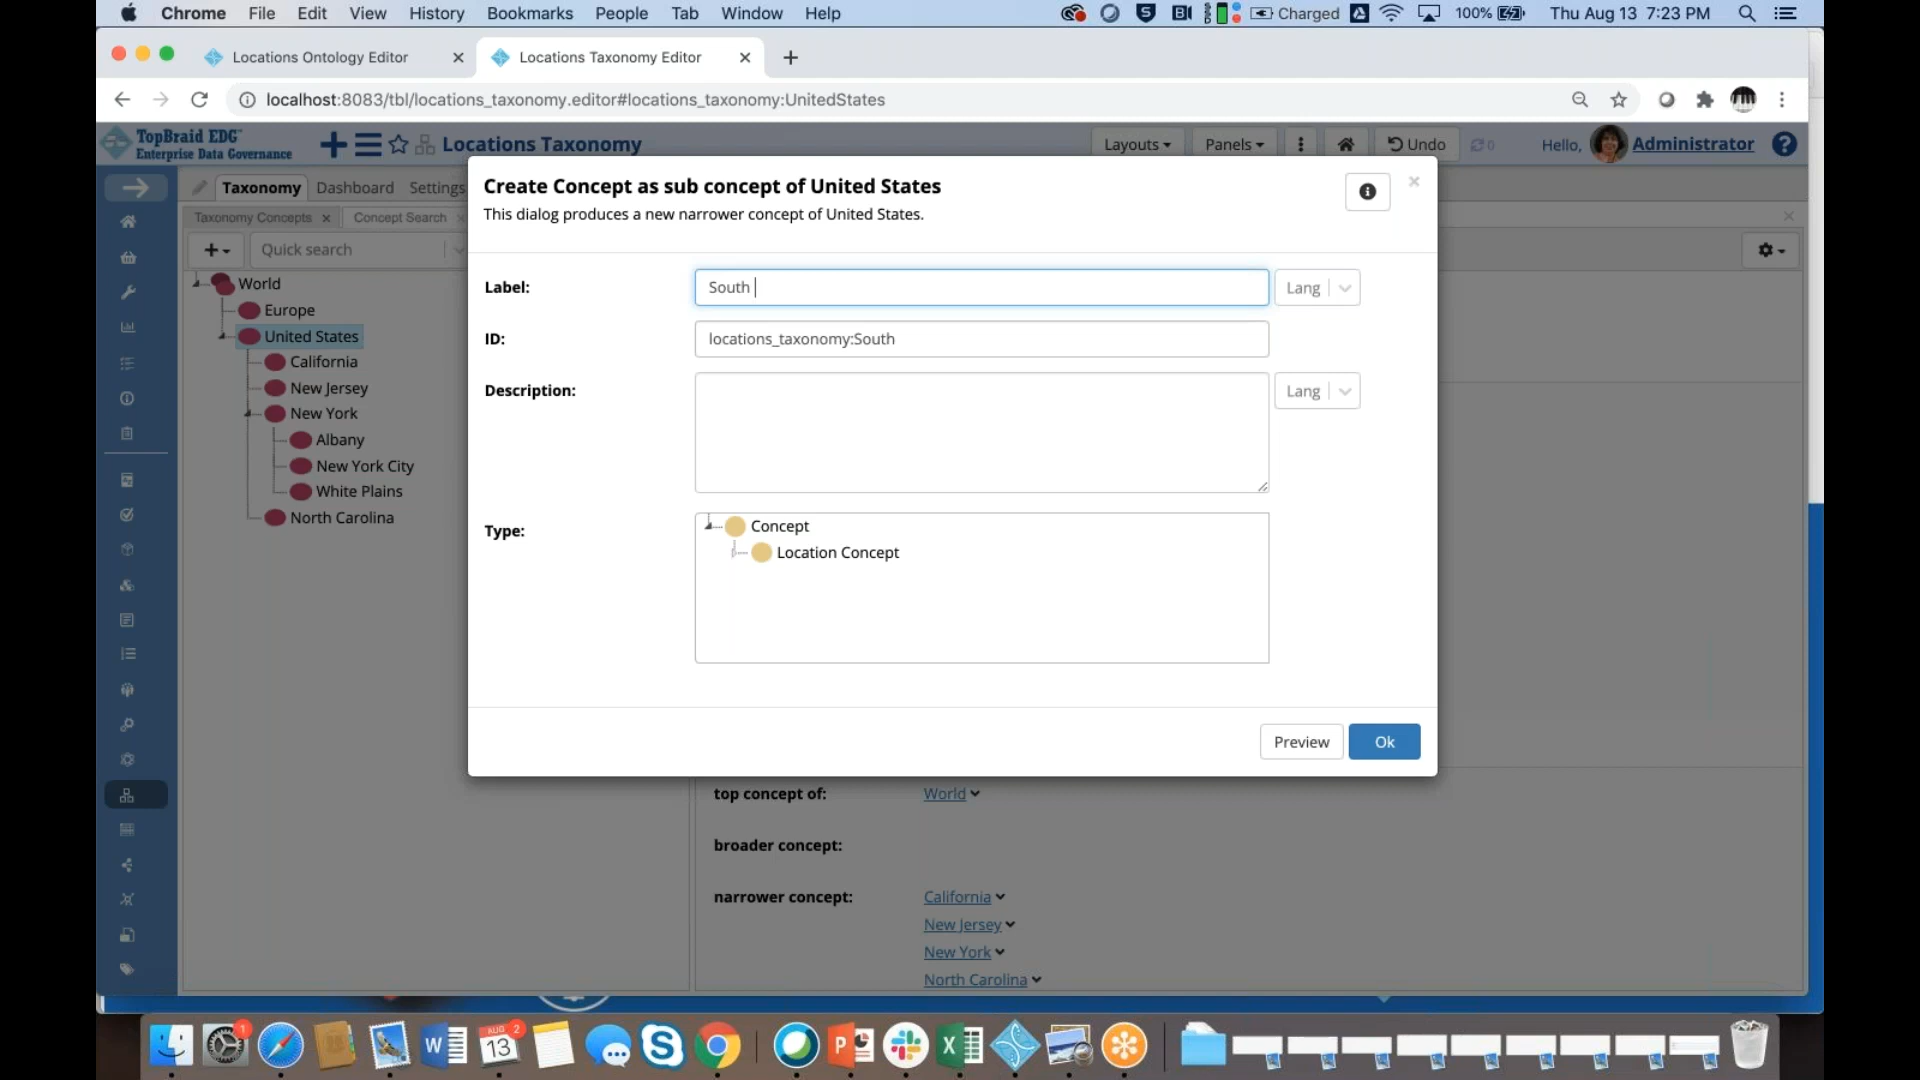 Chrome File Edit View History Bookmarks People Tab Window Help Charged 100% Thu Aug 13 7:23 PM
Locations Ontology Editor Locations Taxonomy Editor
localhost:8083/tbl/locations_taxonomy.editor#locations_taxonomy:UnitedStates
TopBraid EDG
Enterprise Data Governance
Locations Taxonomy Layouts Panels Undo 0 Hello, Administrator
Taxonomy Dashboard Settings
Taxonomy Concepts Concept Search
Quick search
World
Europe
United States
California
New Jersey
New York
Albany
New York City
White Plains
North Carolina
Create Concept as sub concept of United States
This dialog produces a new narrower concept of United States.
Label: South Lang
ID: locations_taxonomy:South
Description: Lang
Type: Concept
Location Concept
Preview Ok
top concept of: World
broader concept:
narrower concept: California
New Jersey
New York
North Carolina
1
W
AUG 2
13
S
P
X